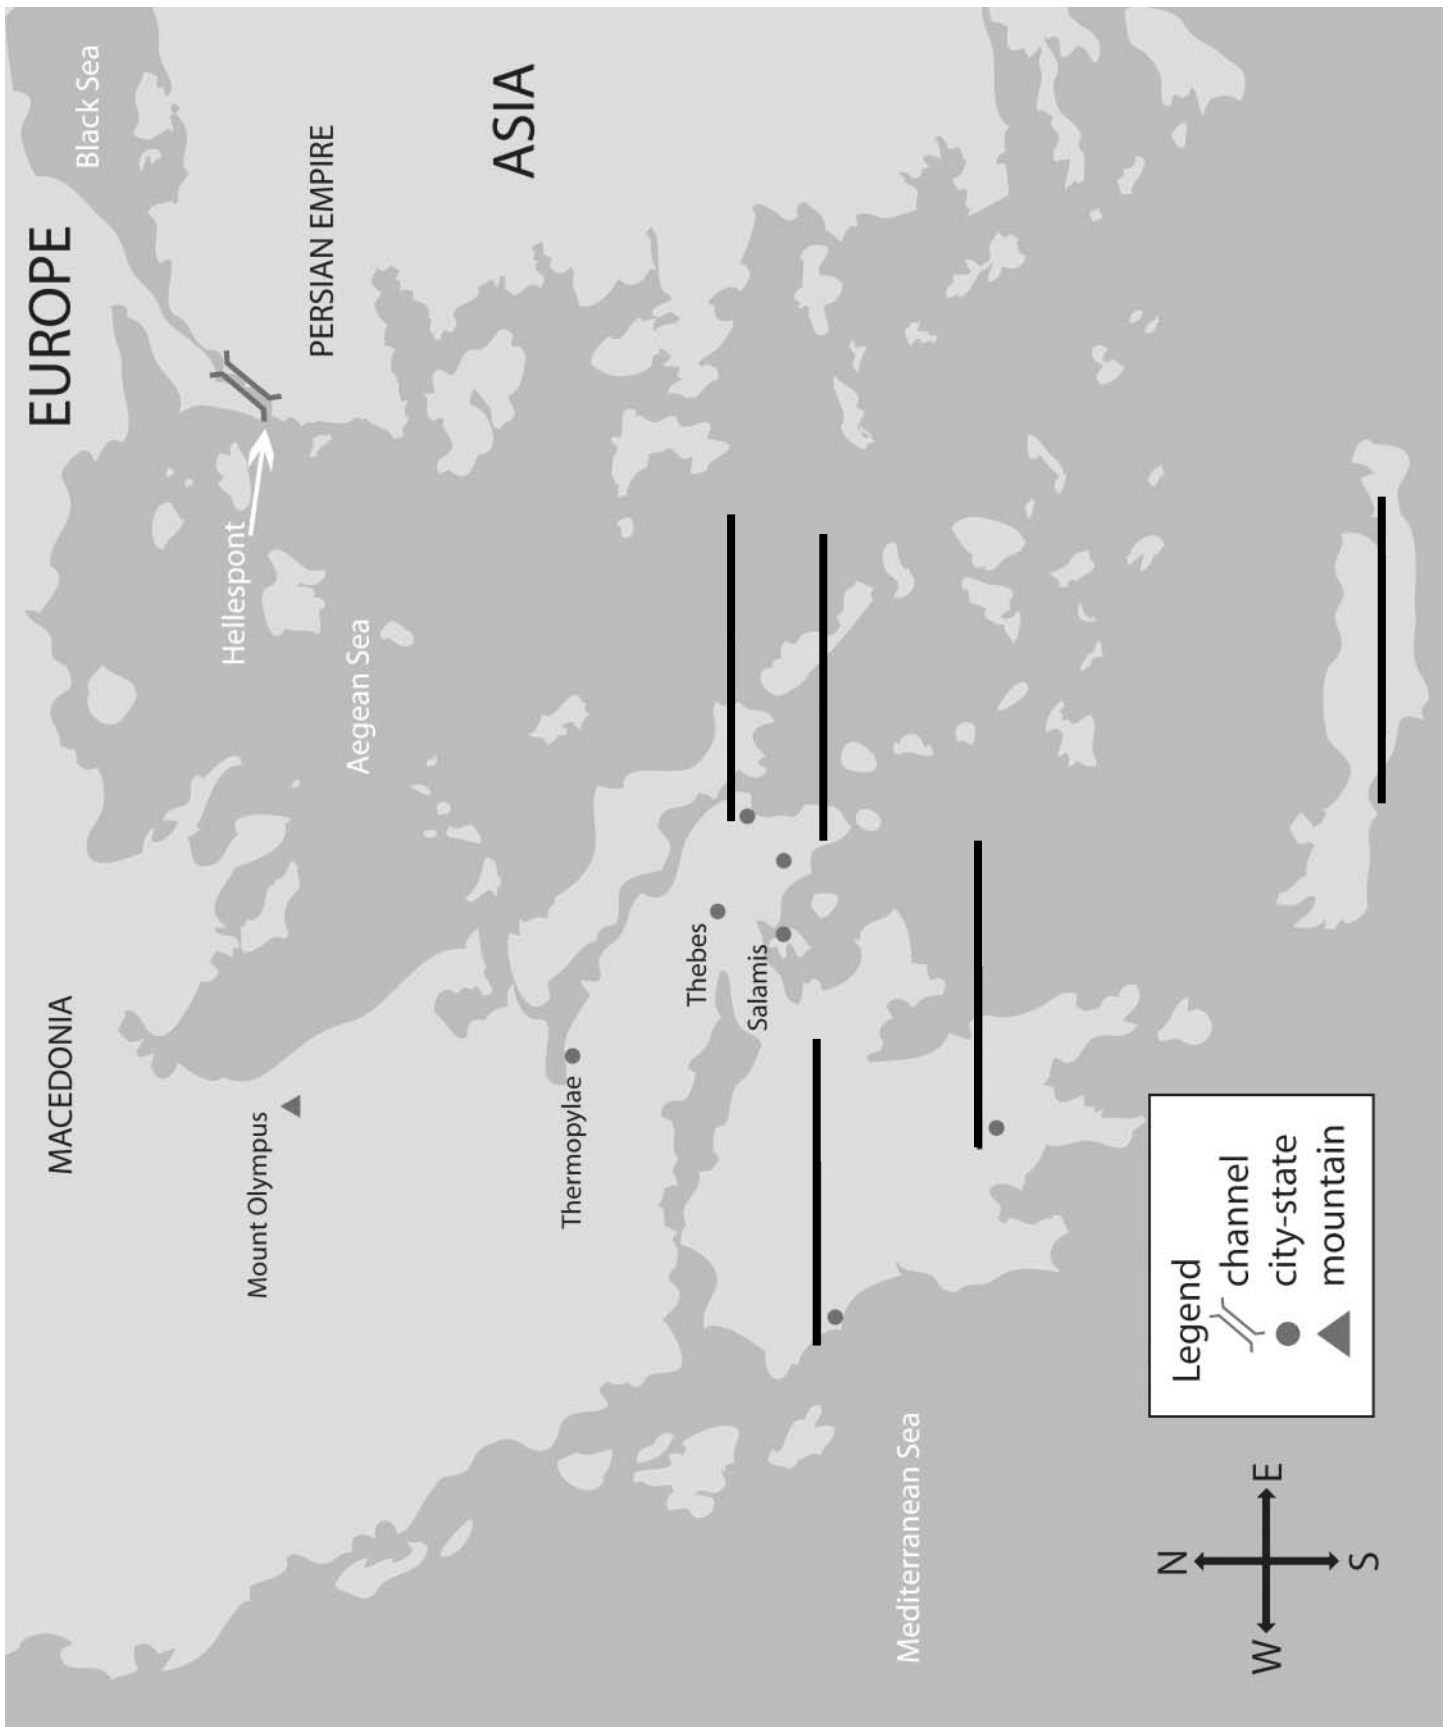 EUROPE
Black Sea
MACEDONIA
Hellespont
PERSIAN EMPIRE
Mount Olympus
Aegean Sea
ASIA
Thermopylae
Thebes
Salamis
Mediterranean Sea
Legend
channel
city-state
mountain
N
W
E
S